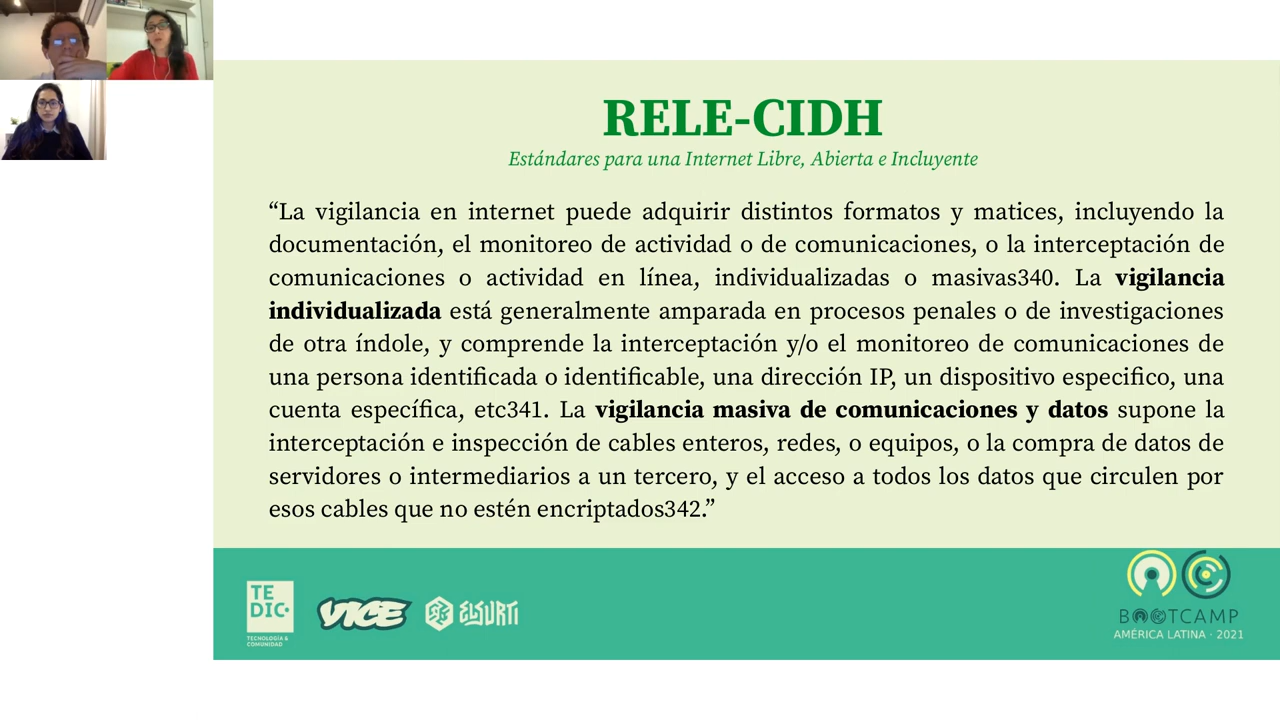 RELE-CIDH
Estándares para una Internet Libre, Abierta e Incluyente
“La vigilancia en internet puede adquirir distintos formatos y matices, incluyendo la
documentación, el monitoreo de actividad o de comunicaciones, o la interceptación de
comunicaciones o actividad en línea, individualizadas o masivas340. La vigilancia
individualizada está generalmente amparada en procesos penales o de investigaciones
de otra índole, y comprende la interceptación y/o el monitoreo de comunicaciones de
una persona identificada o identificable, una dirección IP, un dispositivo especifico, una
cuenta específica, etc341. La vigilancia masiva de comunicaciones y datos supone la
interceptación e inspección de cables enteros, redes, o equipos, o la compra de datos de
servidores o intermediarios a un tercero, y el acceso a todos los datos que circulen por
esos cables que no estén encriptados342.”
TE
DIC
TECNOLOGÍA &
COMUNIDAD
VICE
ELSURTI
BOOTCAMP
AMÉRICA LATINA · 2021